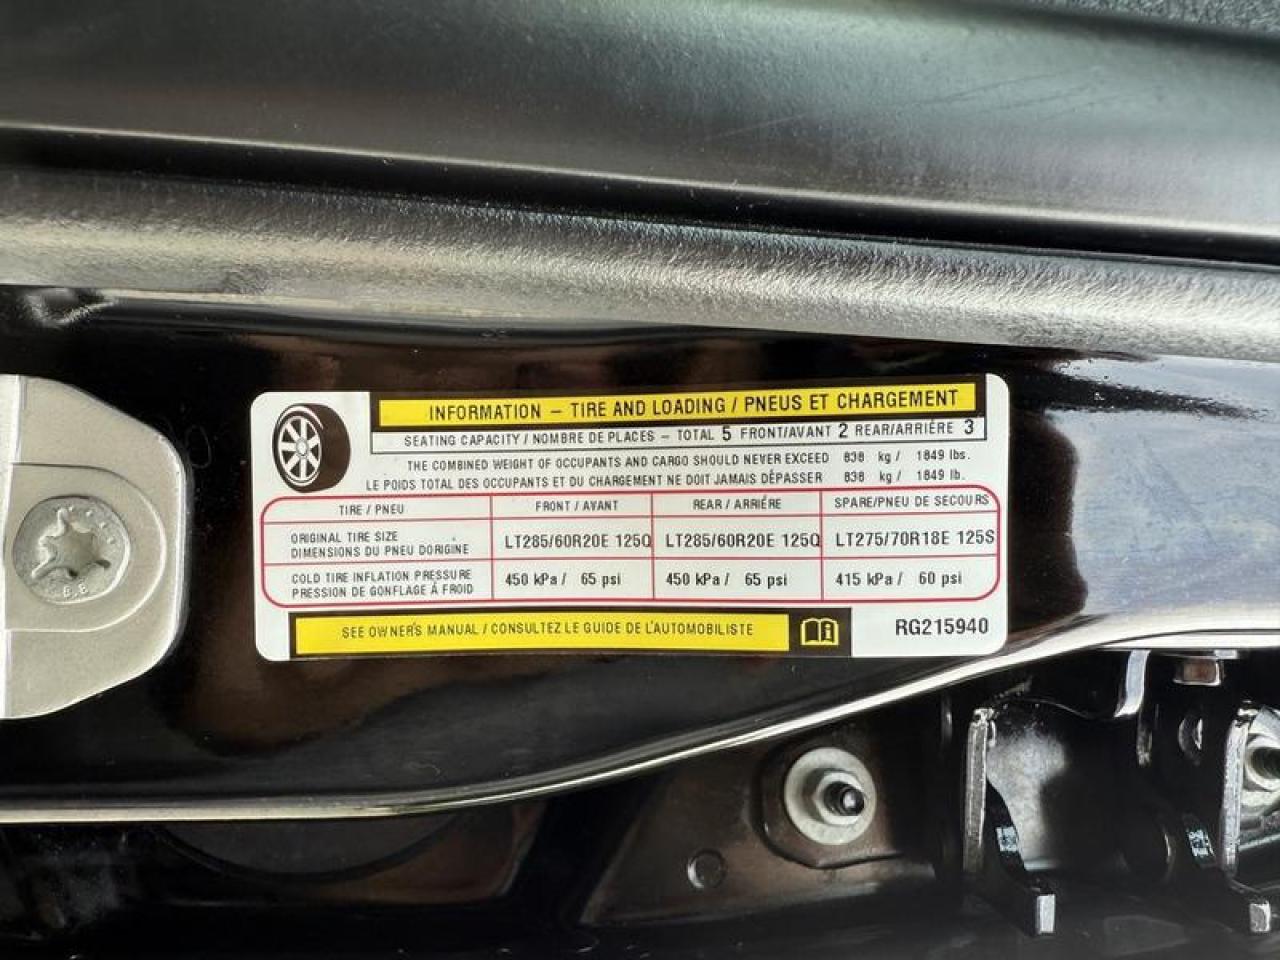 INFORMATION – TIRE AND LOADING / PNEUS ET CHARGEMENT
SEATING CAPACITY / NOMBRE DE PLACES – TOTAL 5 FRONT/AVANT 2 REAR/ARRIÉRE 3
THE COMBINED WEIGHT OF OCCUPANTS AND CARGO SHOULD NEVER EXCEED 838 kg / 1849 lbs.
LE POIDS TOTAL DES OCCUPANTS ET DU CHARGEMENT NE DOIT JAMAIS DÉPASSER 838 kg / 1849 lb.
TIRE / PNEU FRONT / AVANT REAR / ARRIÉRE SPARE/PNEU DE SECOURS
ORIGINAL TIRE SIZE
DIMENSIONS DU PNEU DORIGINE
LT285/60R20E 125Q LT285/60R20E 125Q LT275/70R18E 125S
COLD TIRE INFLATION PRESSURE
PRESSION DE GONFLAGE Á FROID
450 kPa / 65 psi 450 kPa / 65 psi 415 kPa / 60 psi
SEE OWNER'S MANUAL / CONSULTEZ LE GUIDE DE L'AUTOMOBILISTE
RG215940